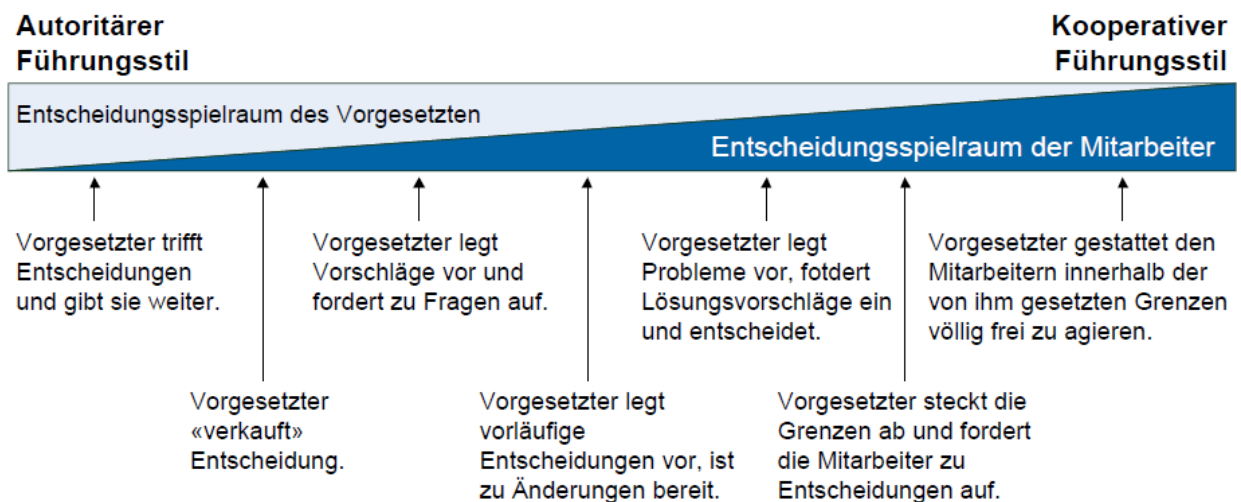 Autoritärer
Führungsstil
Kooperativer
Führungsstil
Entscheidungsspielraum des Vorgesetzten
Entscheidungsspielraum der Mitarbeiter
Vorgesetzter trifft
Entscheidungen
und gibt sie weiter.
Vorgesetzter
«verkauft»
Entscheidung.
Vorgesetzter legt
Vorschläge vor und
fordert zu Fragen auf.
Vorgesetzter legt
vorläufige
Entscheidungen vor, ist
zu Änderungen bereit.
Vorgesetzter legt
Probleme vor, fotdert
Lösungsvorschläge ein
und entscheidet.
Vorgesetzter steckt die
Grenzen ab und fordert
die Mitarbeiter zu
Entscheidungen auf.
Vorgesetzter gestattet den
Mitarbeitern innerhalb der
von ihm gesetzten Grenzen
völlig frei zu agieren.